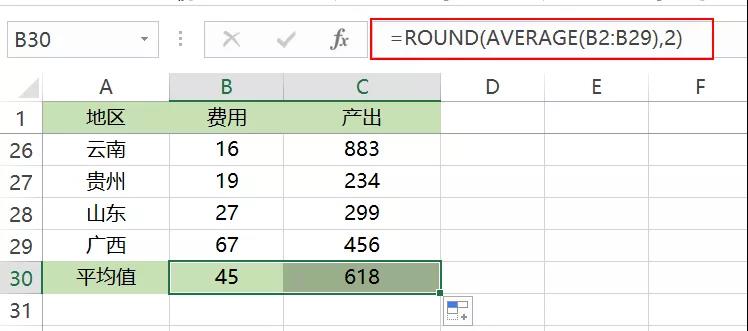 B30 fx =ROUND(AVERAGE(B2:B29),2)
A B C D E F
1 地区 费用 产出
26 云南 16 883
27 贵州 19 234
28 山东 27 299
29 广西 67 456
30 平均值 45 618
31